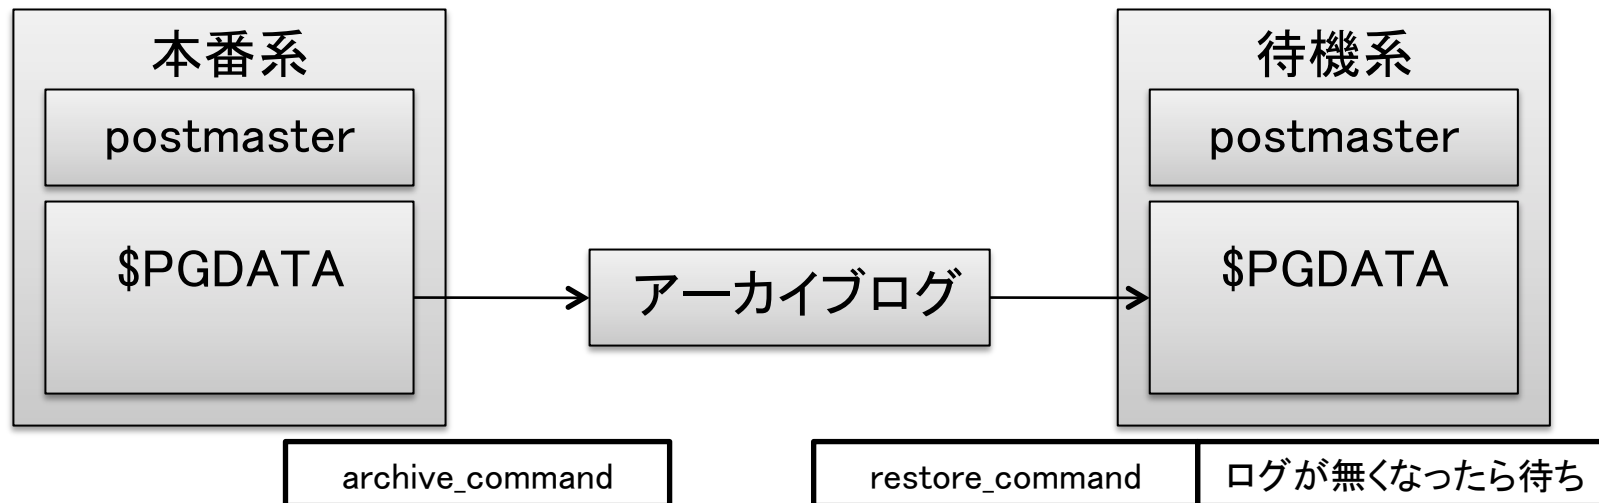 本番系
postmaster
$PGDATA
アーカイブログ
待機系
postmaster
$PGDATA
archive_command
restore_command
ログが無くなったら待ち